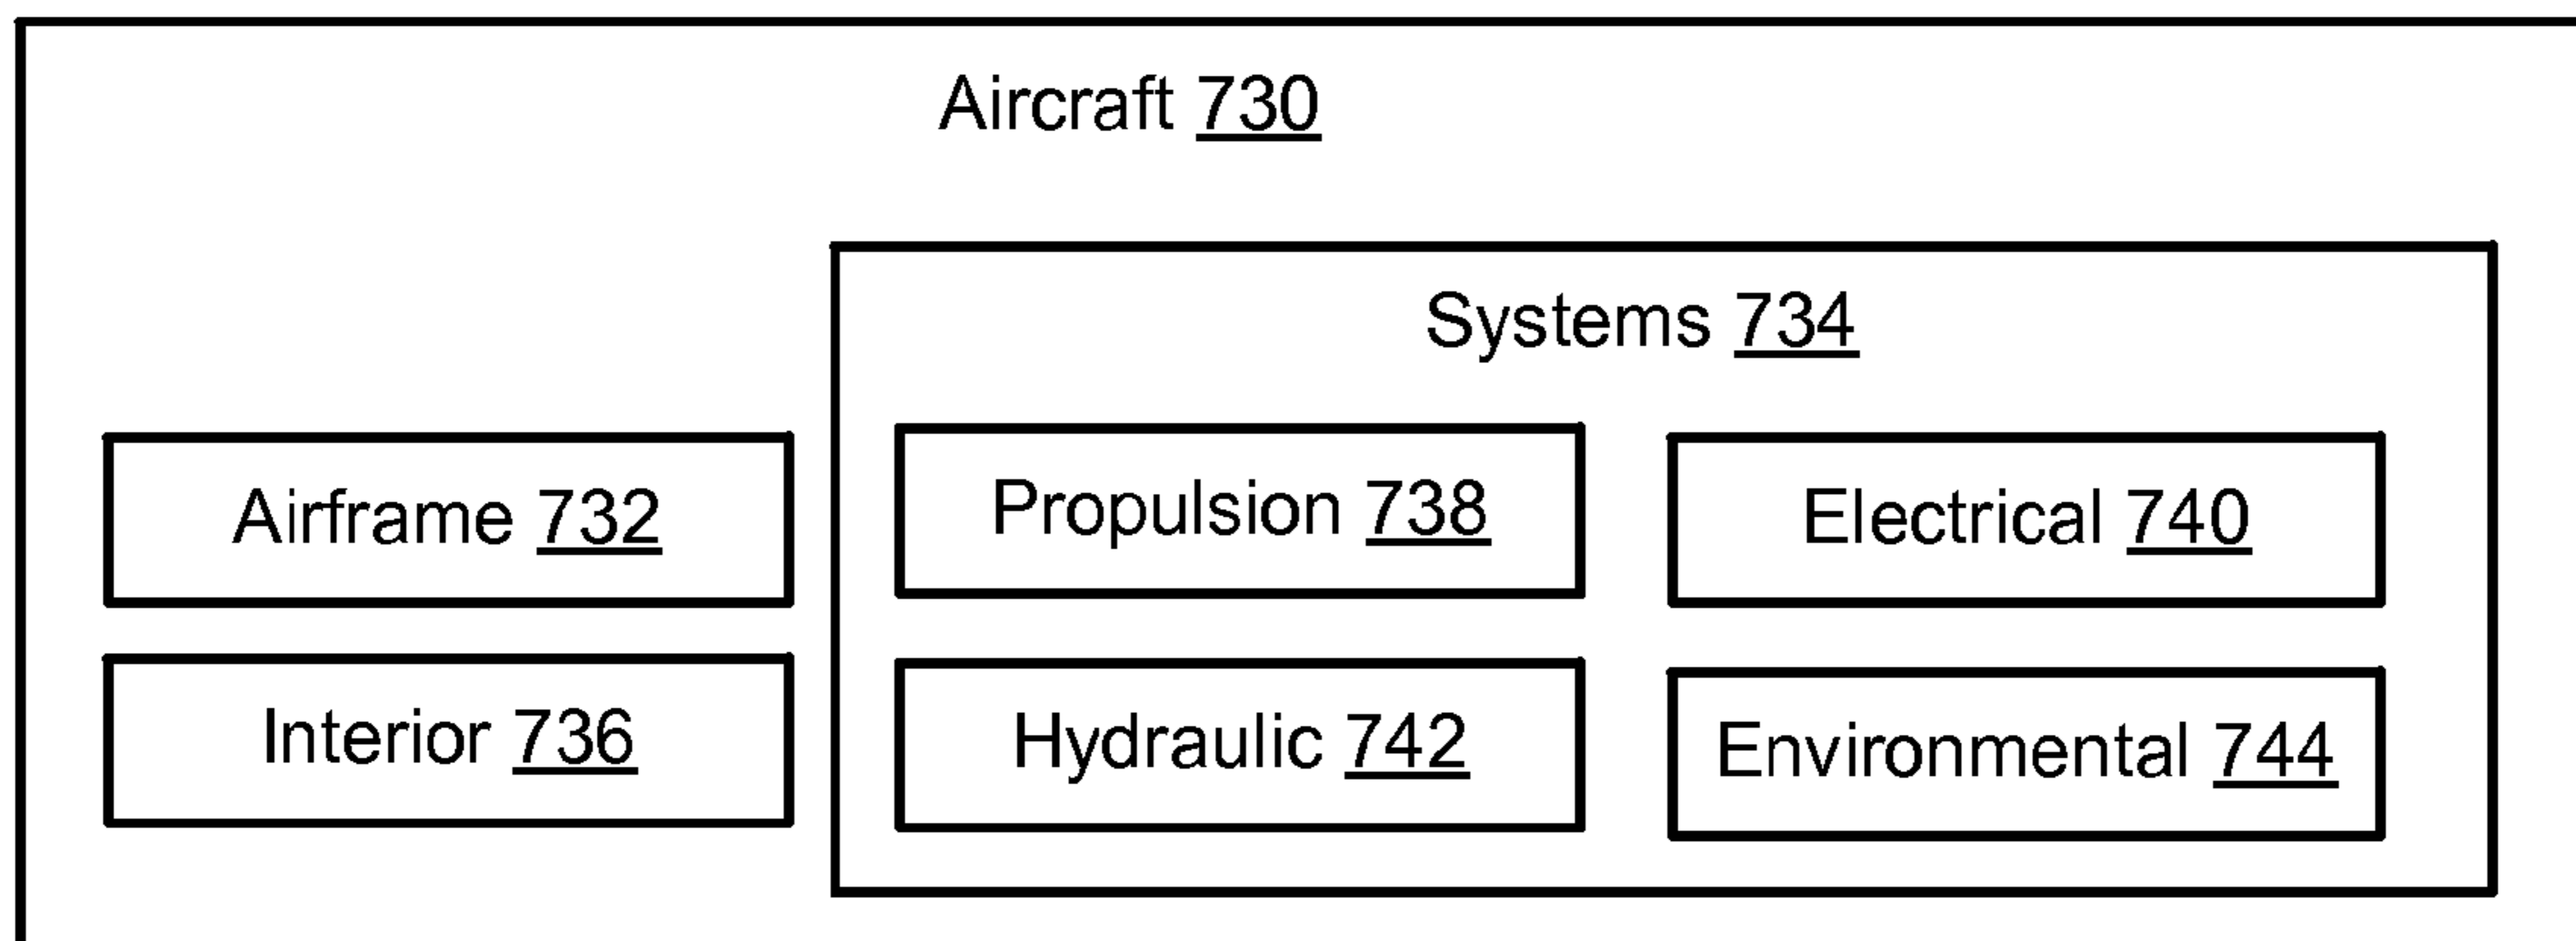 Aircraft 730
Systems 734
Airframe 732
Propulsion 738
Electrical 740
Interior 736
Hydraulic 742
Environmental 744